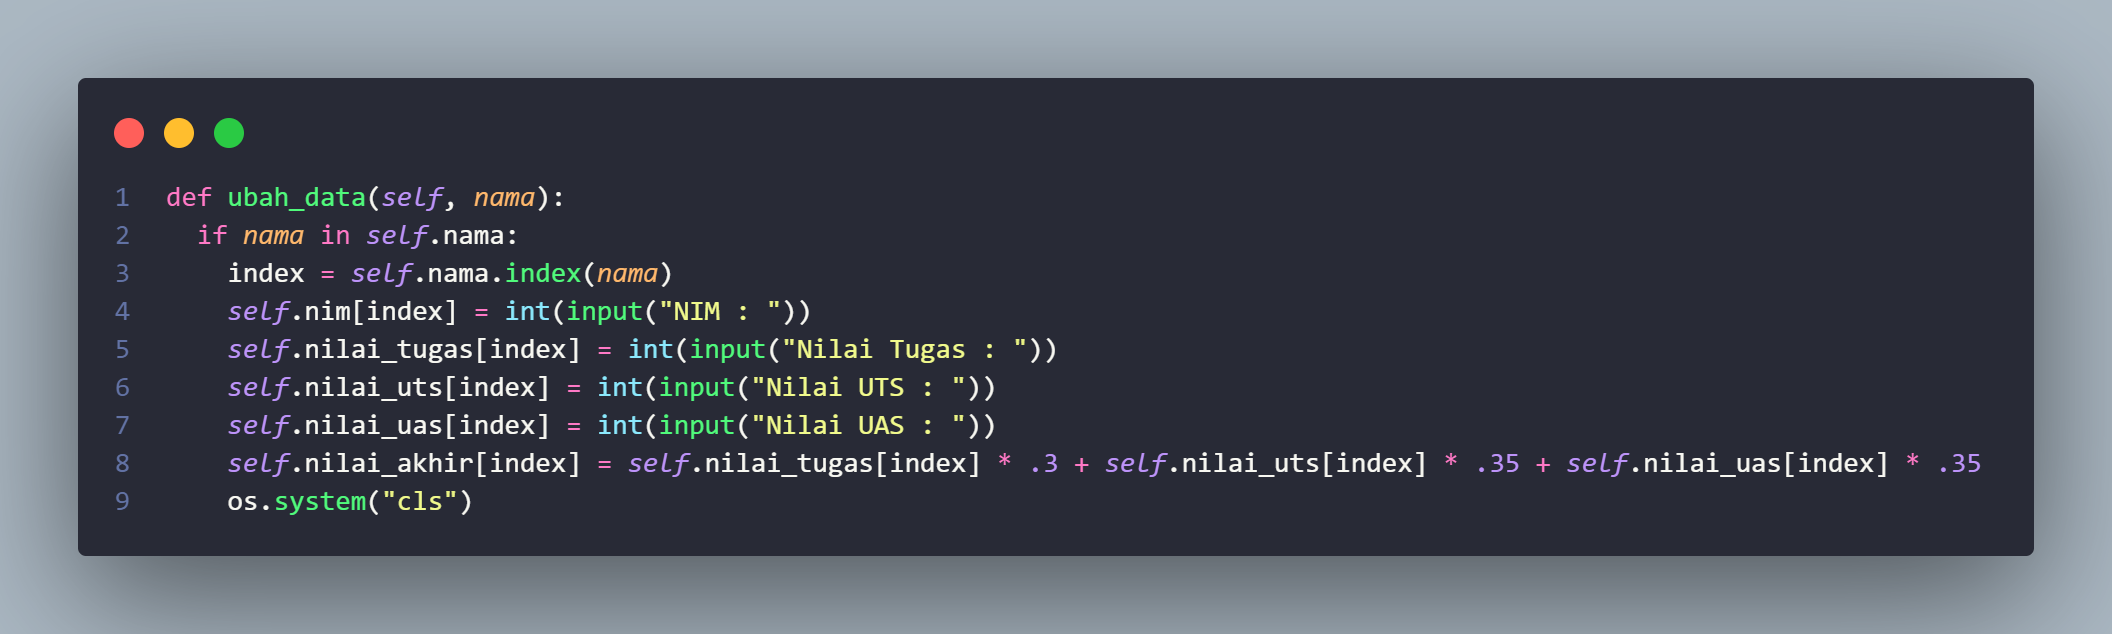 1 def ubah_data(self, nama):
2   if nama in self.nama:
3     index = self.nama.index(nama)
4     self.nim[index] = int(input("NIM : "))
5     self.nilai_tugas[index] = int(input("Nilai Tugas : "))
6     self.nilai_uts[index] = int(input("Nilai UTS : "))
7     self.nilai_uas[index] = int(input("Nilai UAS : "))
8     self.nilai_akhir[index] = self.nilai_tugas[index] * .3 + self.nilai_uts[index] * .35 + self.nilai_uas[index] * .35
9     os.system("cls")